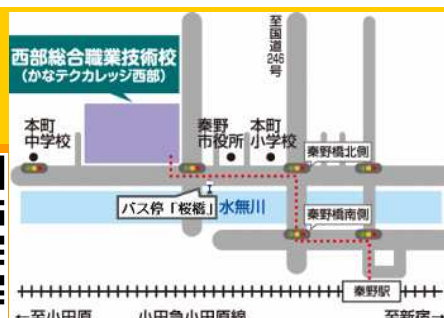 西部総合職業技術校
(かなテクカレッジ西部)
至国道246号
本町
中学校
秦野
市役所
本町
小学校
秦野橋北側
バス停「桜橋」
水無川
秦野橋南側
秦野駅
←至小田原
小田急小田原線
至新宿→